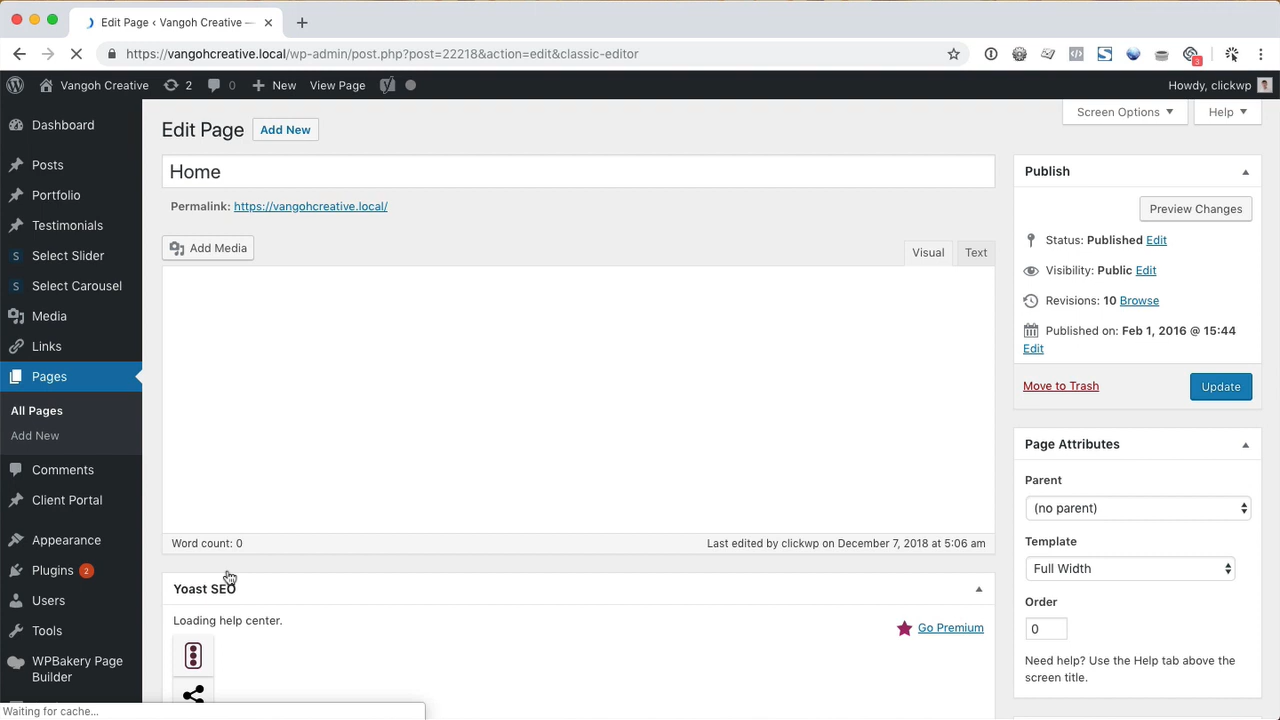 Edit Page ‹ Vangoh Creative —
https://vangohcreative.local/wp-admin/post.php?post=22218&action=edit&classic-editor
3
Vangoh Creative 2 0 New View Page
Howdy, clickwp
Dashboard
Posts
Portfolio
Testimonials
Select Slider
Select Carousel
Media
Links
Pages
All Pages
Add New
Comments
Client Portal
Appearance
Plugins 2
Users
Tools
WPBakery Page
Builder
Screen Options
Help
Edit Page Add New
Home
Permalink: https://vangohcreative.local/
Add Media
Visual Text
Word count: 0
Last edited by clickwp on December 7, 2018 at 5:06 am
Yoast SEO
Loading help center.
Go Premium
Publish
Preview Changes
Status: Published Edit
Visibility: Public Edit
Revisions: 10 Browse
Published on: Feb 1, 2016 @ 15:44
Edit
Move to Trash
Update
Page Attributes
Parent
(no parent)
Template
Full Width
Order
0
Need help? Use the Help tab above the
screen title.
Waiting for cache...